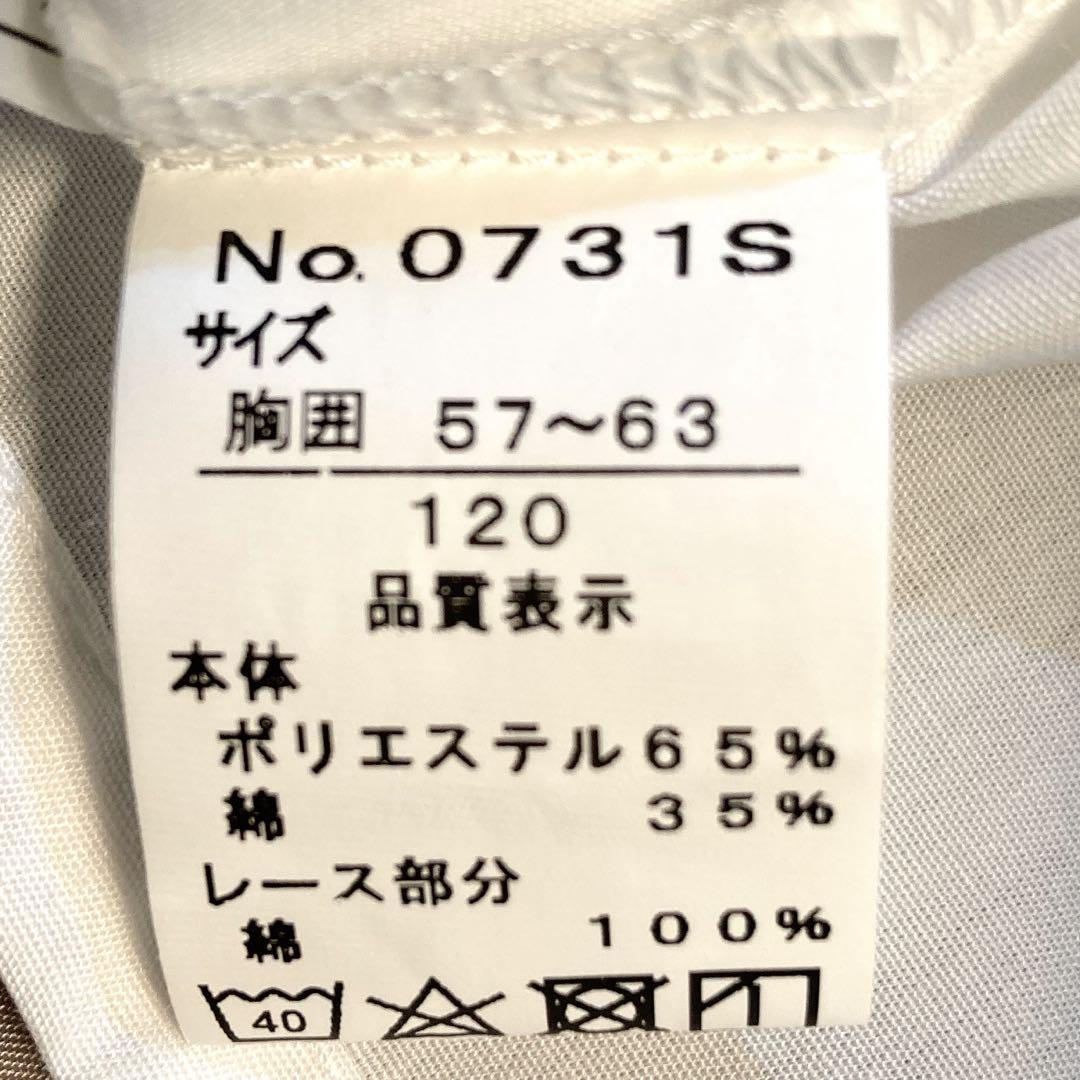 No.0731S
サイズ
胸囲 57〜63
120
品質表示
本体
ポリエステル65%
綿 35%
レース部分
綿 100%
40